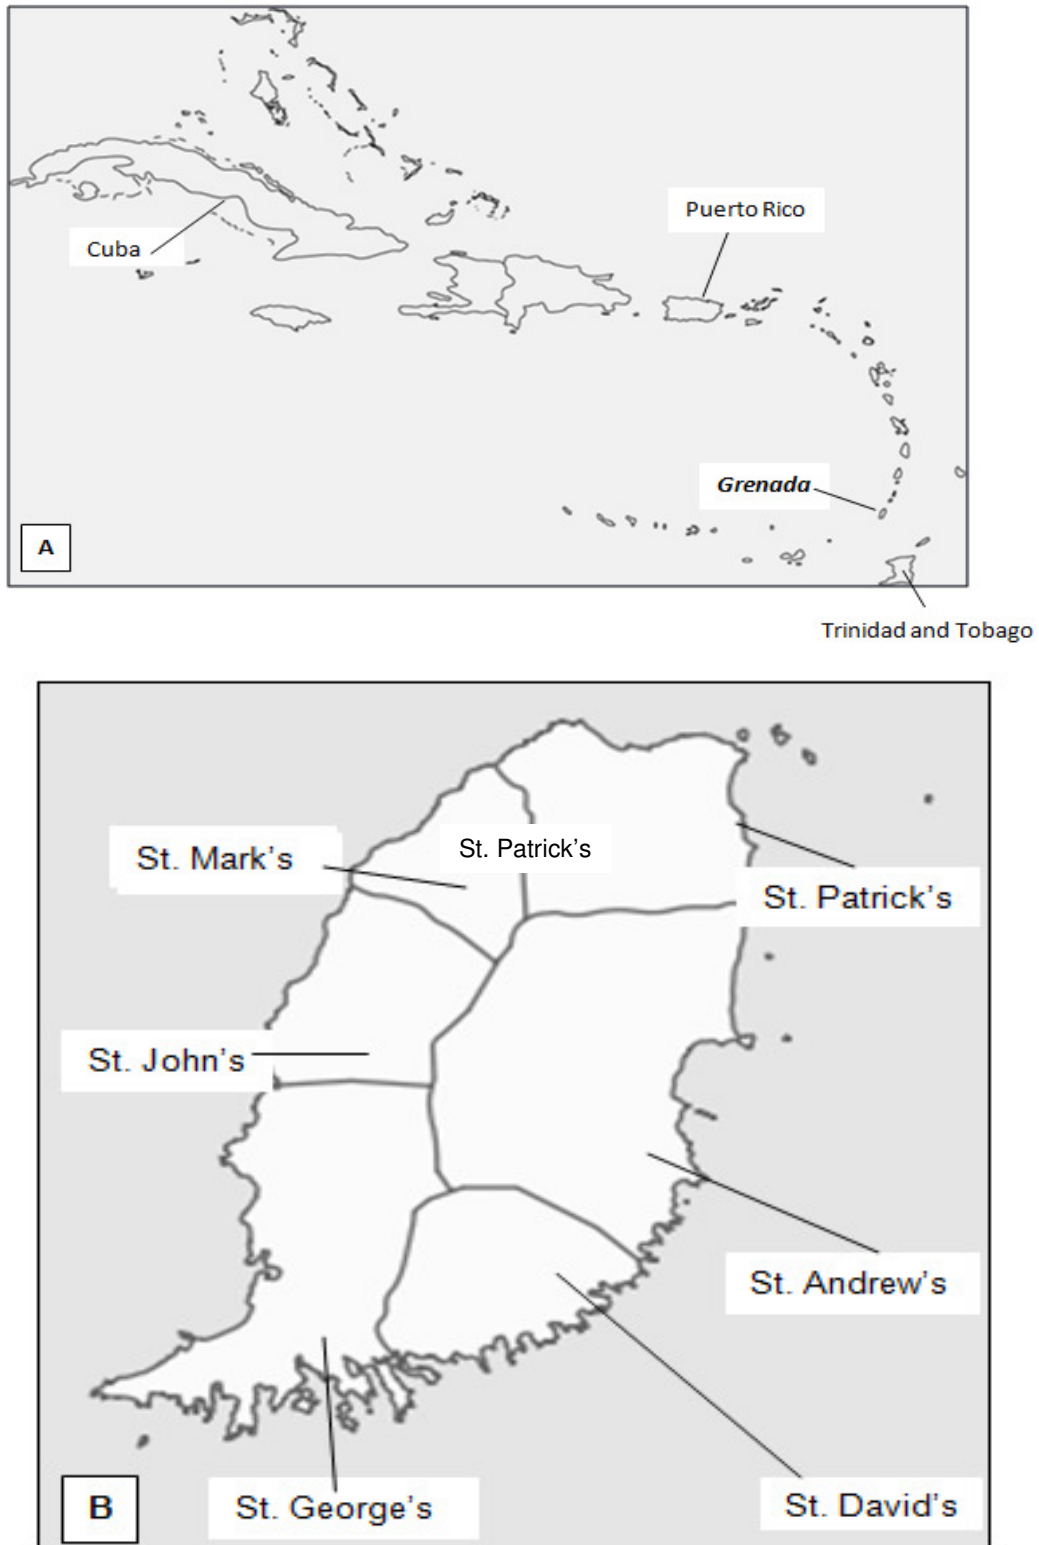 Puerto Rico
Cuba
Grenada
A
Trinidad and Tobago
St. Mark's
St. Patrick's
St. Patrick's
St. John's
St. Andrew's
B
St. George's
St. David's